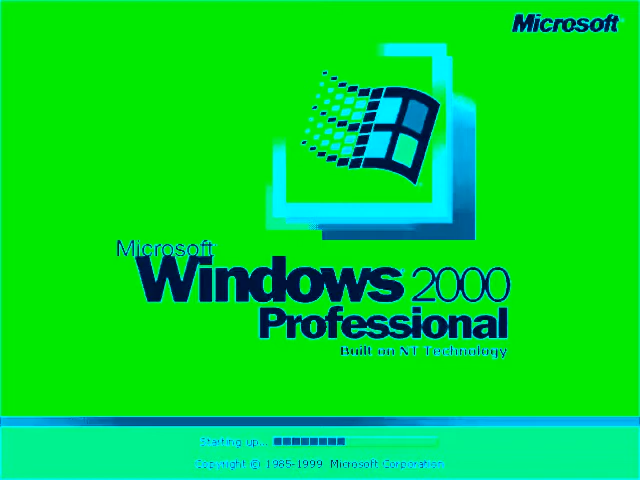 Microsoft
Microsoft
Windows 2000
Professional
Built on NT Technology
Starting up...
Copyright © 1985-1999 Microsoft Corporation